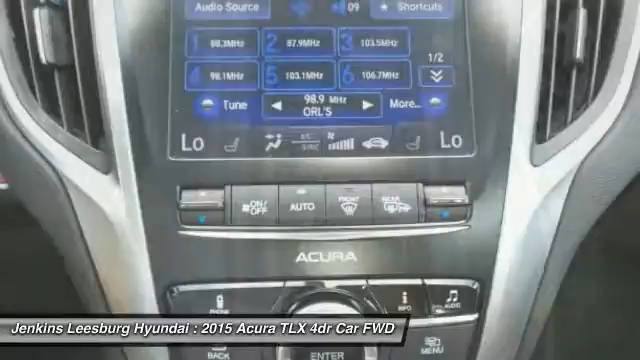 Audio Source 09 Shortcuts
1 88.3MHz 2 87.9MHz 3 103.5MHz
1/2
4 98.1MHz 5 103.1MHz 6 106.7MHz
Tune 98.9 MHz More...
ORL'S
Lo A/C SYNC Lo
ON/OFF AUTO FRONT REAR
ACURA
PHONE INFO AUDIO
Jenkins Leesburg Hyundai : 2015 Acura TLX 4dr Car FWD
BACK ENTER MENU